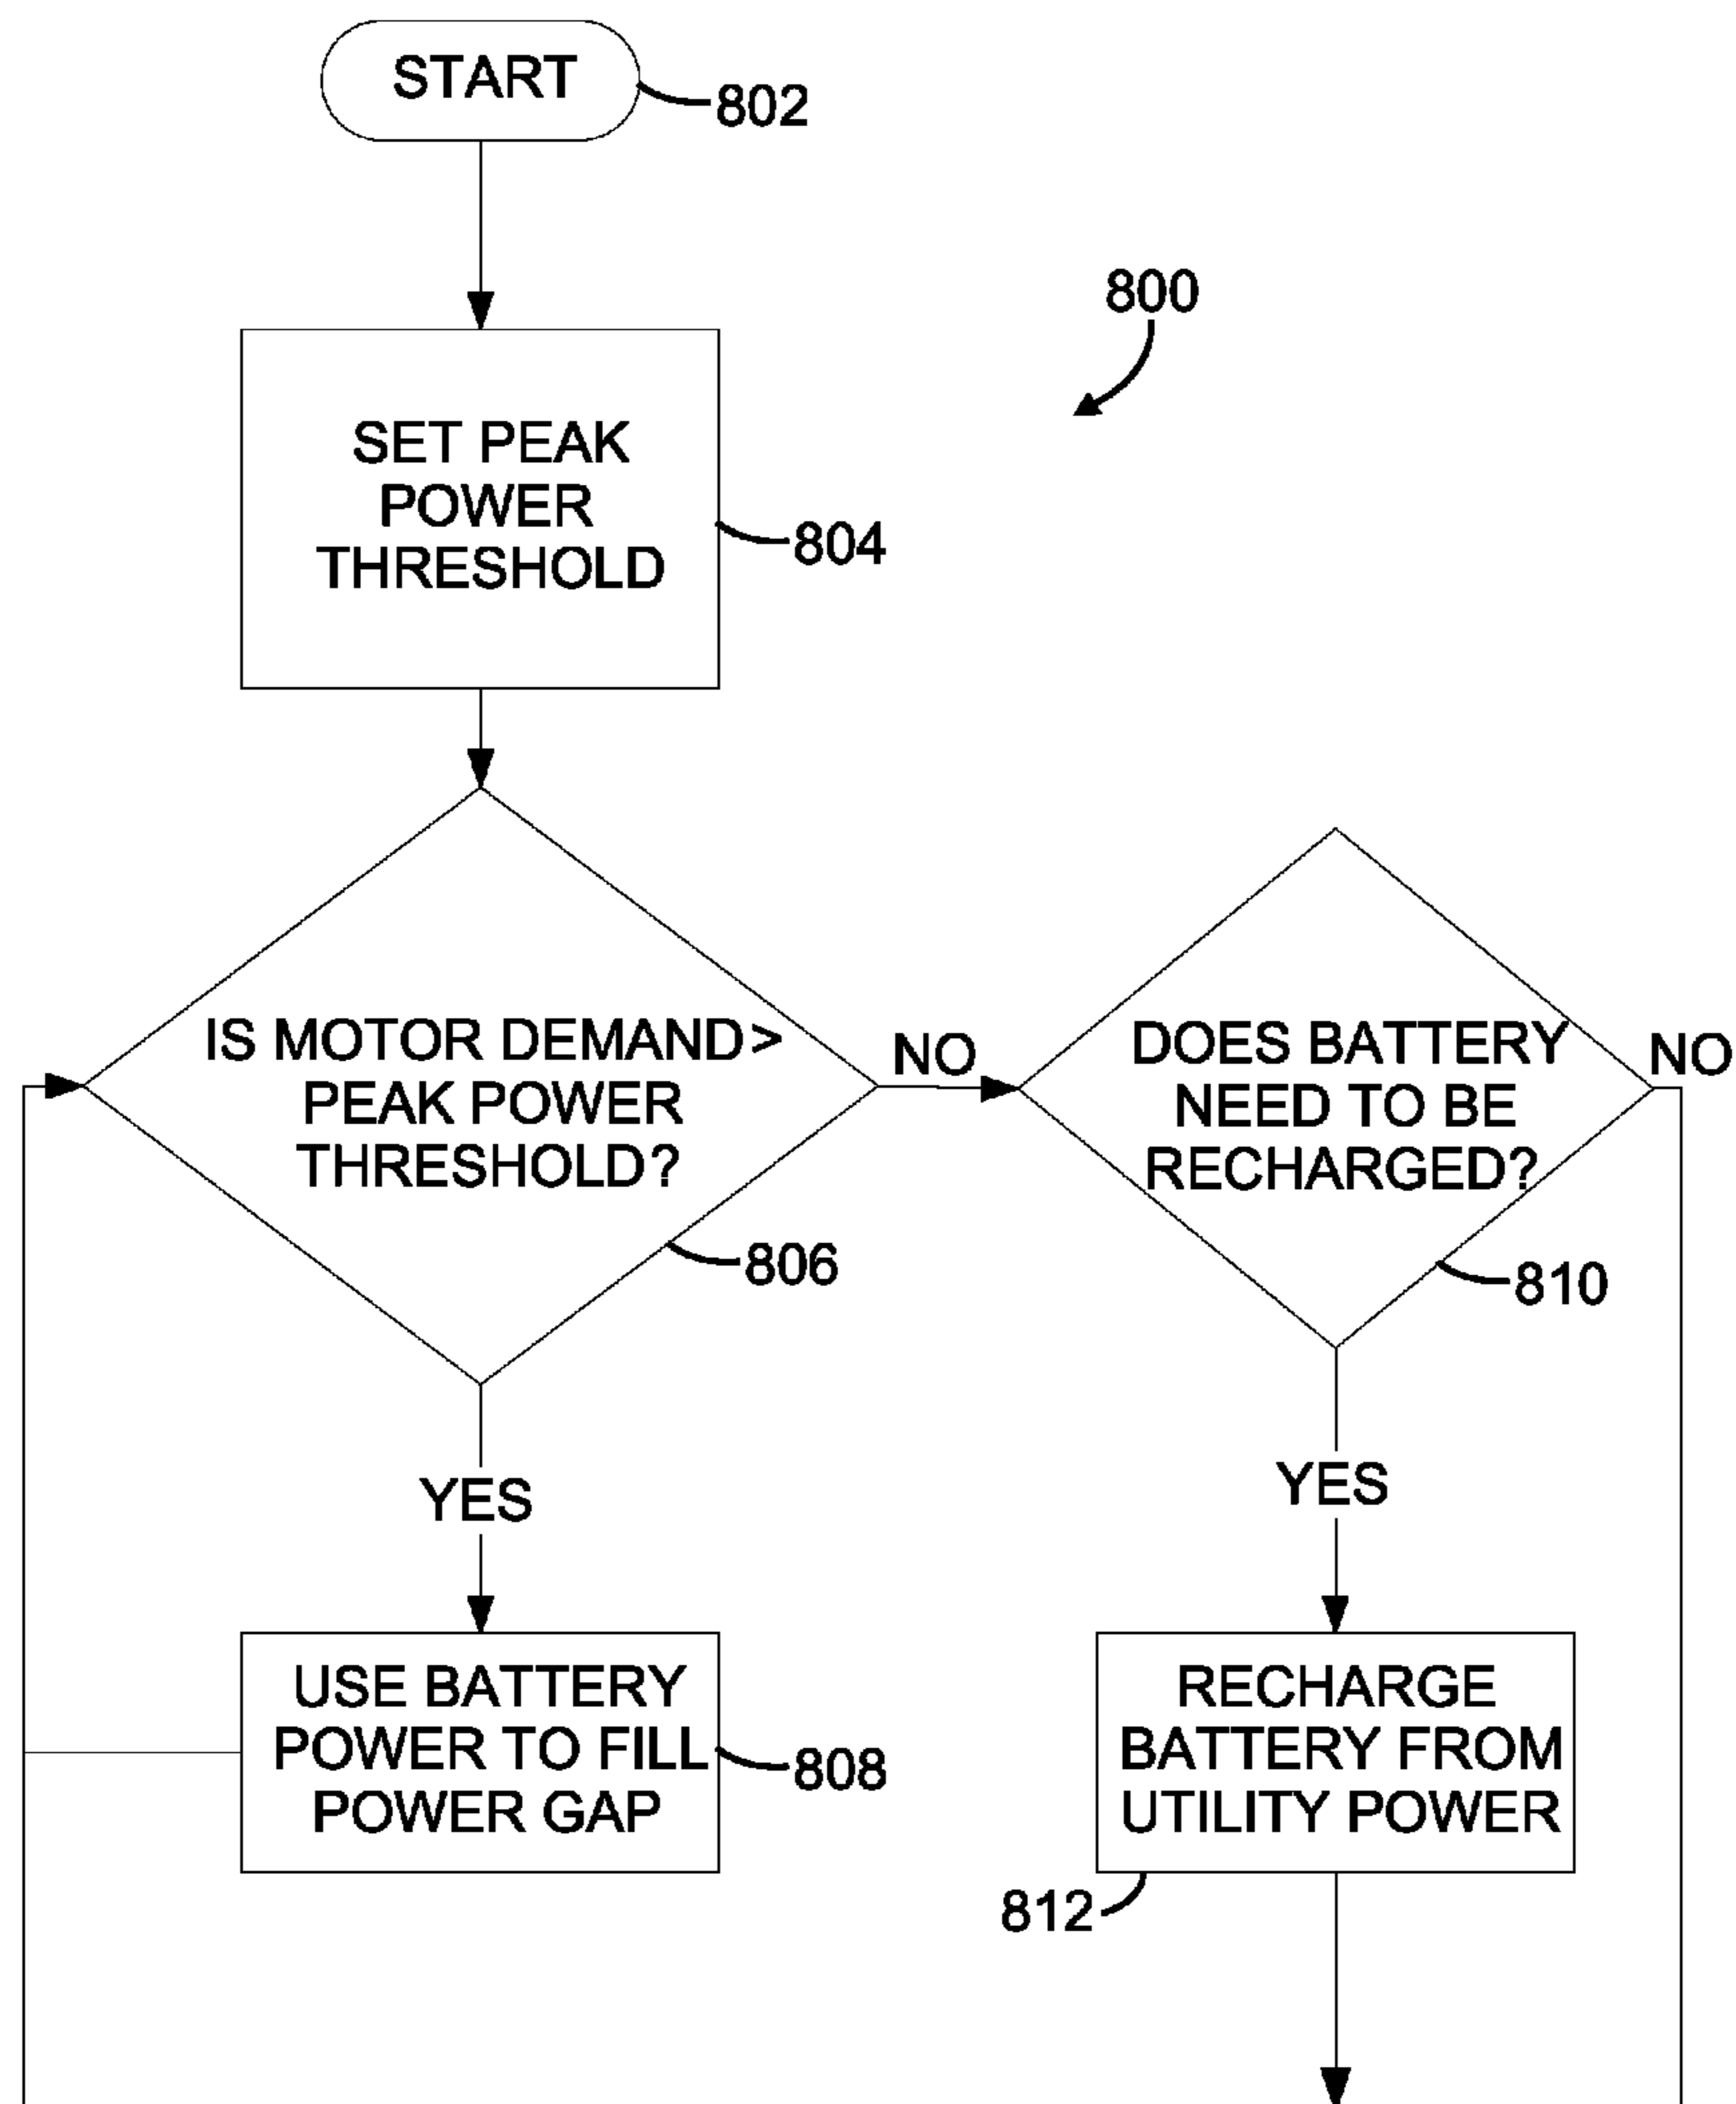 START
802
800
SET PEAK
POWER
THRESHOLD
804
IS MOTOR DEMAND>
PEAK POWER
THRESHOLD?
806
NO
DOES BATTERY
NEED TO BE
RECHARGED?
810
NO
YES
YES
USE BATTERY
POWER TO FILL
POWER GAP
808
RECHARGE
BATTERY FROM
UTILITY POWER
812